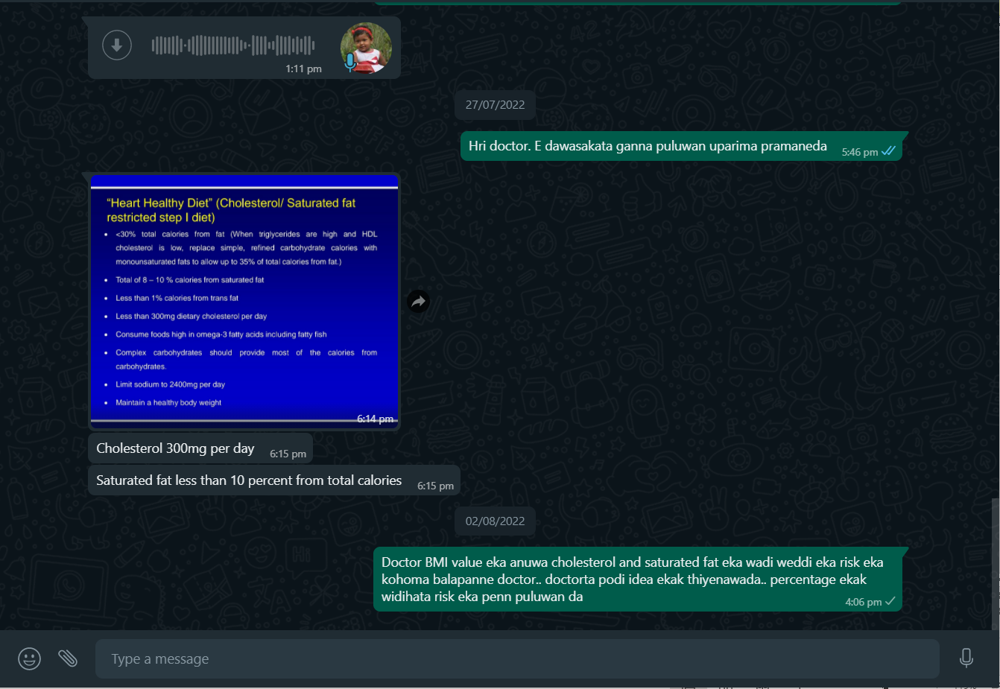 1:11 pm
27/07/2022
Hri doctor. E dawasakata ganna puluwan uparima pramaneda
5:46 pm
“Heart Healthy Diet” (Cholesterol/ Saturated fat
restricted step I diet)
• <30% total calories from fat (When triglycerides are high and HDL
cholesterol is low, replace simple, refined carbohydrate calories with
monounsaturated fats to allow up to 35% of total calories from fat.)
• Total of 8 – 10 % calories from saturated fat
• Less than 1% calories from trans fat
• Less than 300mg dietary cholesterol per day
• Consume foods high in omega-3 fatty acids including fatty fish
• Complex carbohydrates should provide most of the calories from
carbohydrates.
• Limit sodium to 2400mg per day
• Maintain a healthy body weight
6:14 pm
Cholesterol 300mg per day
6:15 pm
Saturated fat less than 10 percent from total calories
6:15 pm
02/08/2022
Doctor BMI value eka anuwa cholesterol and saturated fat eka wadi weddi eka risk eka
kohoma balapanne doctor.. doctorta podi idea ekak thiyenawada.. percentage ekak
widihata risk eka penn puluwan da
4:06 pm
Type a message